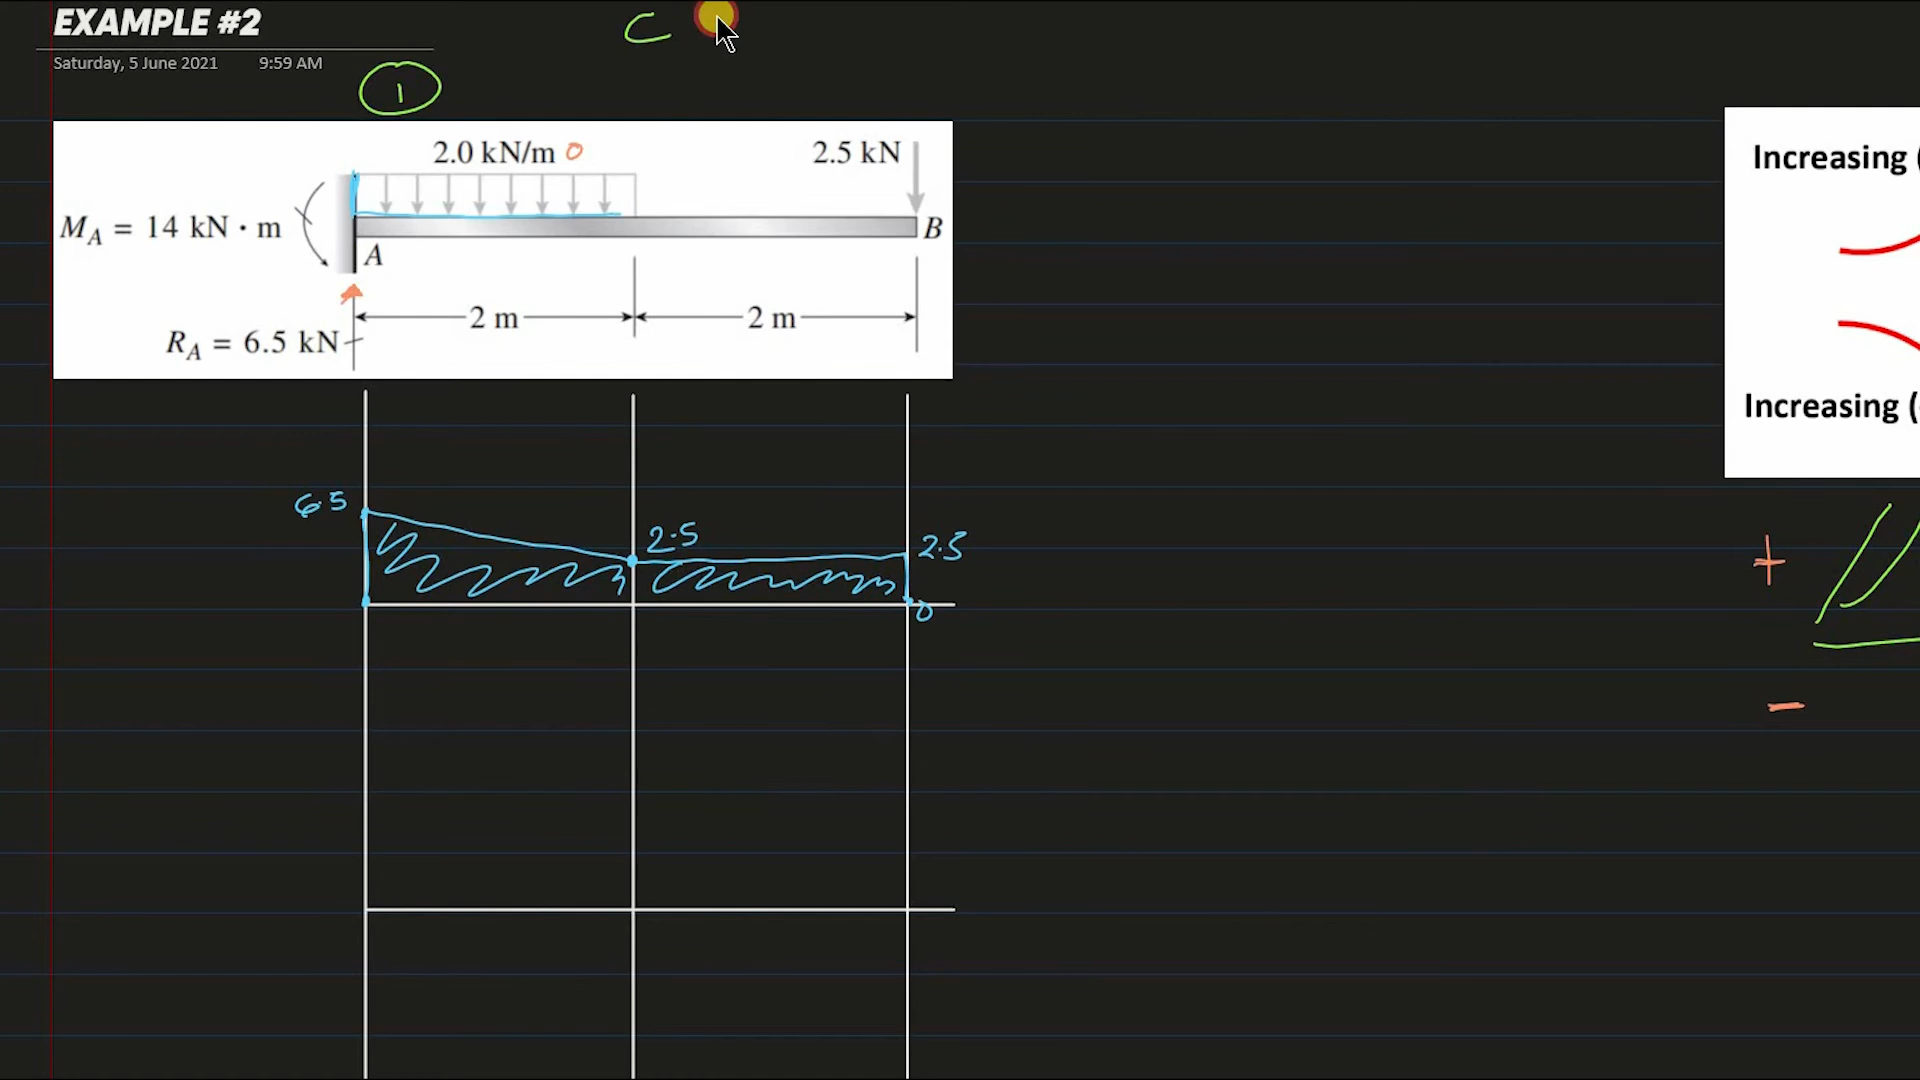 EXAMPLE #2
C
Saturday, 5 June 2021 9:59 AM
1
2.0 kN/m 0
2.5 kN
M_A = 14 kN · m
A
B
2 m
2 m
R_A = 6.5 kN
Increasing (
Increasing (
6.5
2.5
2.5
0
+
-